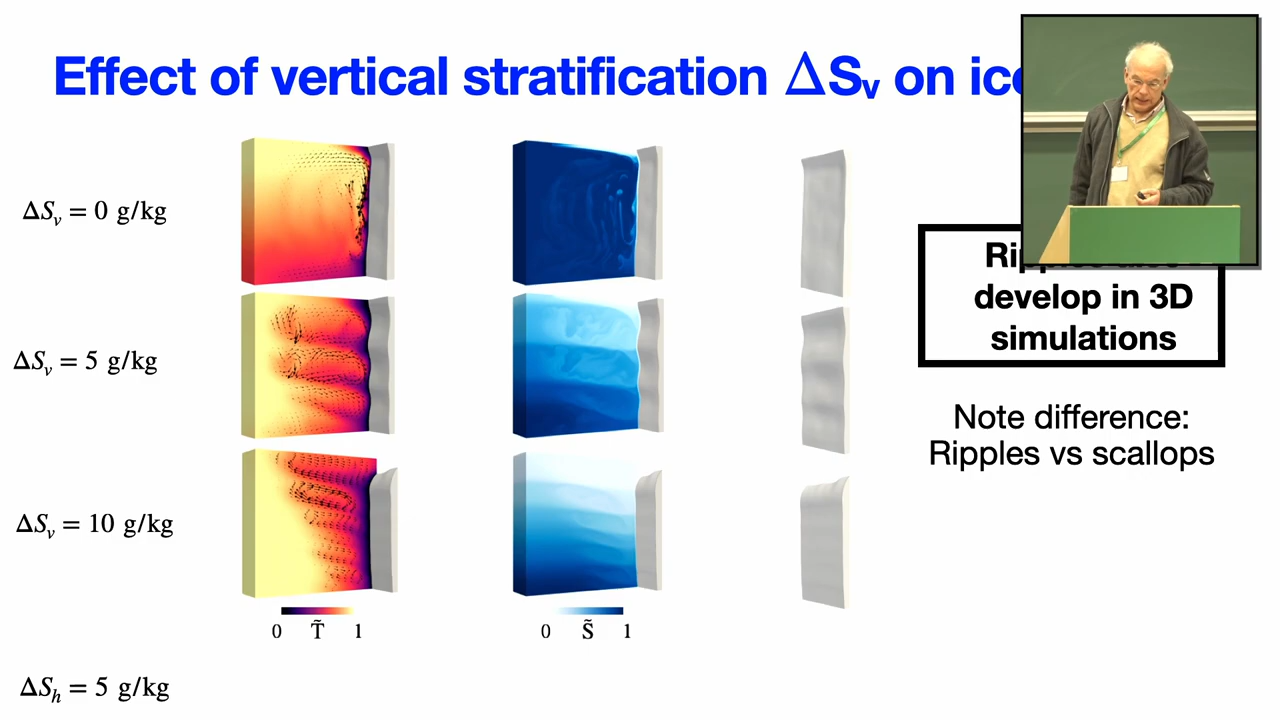 Effect of vertical stratification ΔSᵥ on
ΔSᵥ = 0 g/kg
develop in 3D
simulations
ΔSᵥ = 5 g/kg
Note difference:
Ripples vs scallops
ΔSᵥ = 10 g/kg
0 T̃ 1
0 S̃ 1
ΔSₕ = 5 g/kg